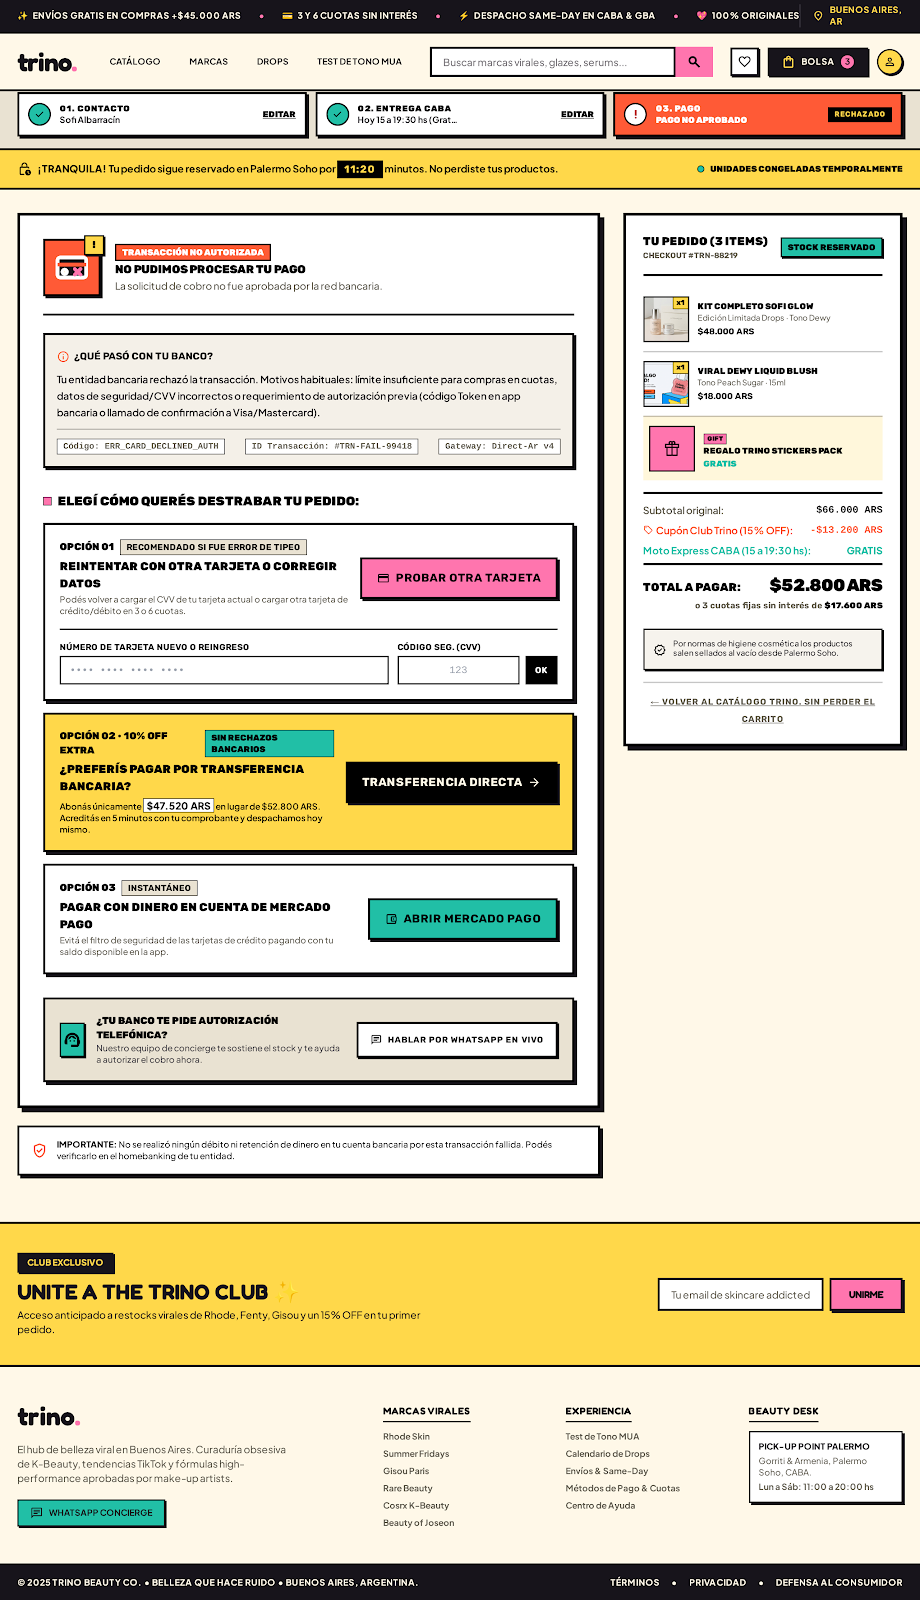 ✨ ENVÍOS GRATIS EN COMPRAS +$45.000 ARS • 💳 3 Y 6 CUOTAS SIN INTERÉS • ⚡ DESPACHO SAME-DAY EN CABA & GBA • 💖 100% ORIGINALES
BUENOS AIRES, AR
trino.
CATÁLOGO
MARCAS
DROPS
TEST DE TONO MUA
Buscar marcas virales, glazes, serums...
BOLSA 3
01. CONTACTO
Sofi Albarracín
EDITAR
02. ENTREGA CABA
Hoy 15 a 19:30 hs (Grat...
EDITAR
03. PAGO
PAGO NO APROBADO
RECHAZADO
¡TRANQUILA! Tu pedido sigue reservado en Palermo Soho por 11:20 minutos. No perdiste tus productos.
UNIDADES CONGELADAS TEMPORALMENTE
!
TRANSACCIÓN NO AUTORIZADA
NO PUDIMOS PROCESAR TU PAGO
La solicitud de cobro no fue aprobada por la red bancaria.
¿QUÉ PASÓ CON TU BANCO?
Tu entidad bancaria rechazó la transacción. Motivos habituales: límite insuficiente para compras en cuotas,
datos de seguridad/CVV incorrectos o requerimiento de autorización previa (código Token en app
bancaria o llamado de confirmación a Visa/Mastercard).
Código: ERR_CARD_DECLINED_AUTH
ID Transacción: #TRN-FAIL-99418
Gateway: Direct-Ar v4
ELEGÍ CÓMO QUERÉS DESTRABAR TU PEDIDO:
OPCIÓN 01 RECOMENDADO SI FUE ERROR DE TIPEO
REINTENTAR CON OTRA TARJETA O CORREGIR
DATOS
Podés volver a cargar el CVV de tu tarjeta actual o cargar otra tarjeta de
crédito/débito en 3 o 6 cuotas.
PROBAR OTRA TARJETA
NÚMERO DE TARJETA NUEVO O REINGRESO
•••• •••• •••• ••••
CÓDIGO SEG. (CVV)
123
OK
OPCIÓN 02 · 10% OFF
EXTRA
SIN RECHAZOS
BANCARIOS
¿PREFERÍS PAGAR POR TRANSFERENCIA
BANCARIA?
Abonás únicamente $47.520 ARS en lugar de $52.800 ARS.
Acreditás en 5 minutos con tu comprobante y despachamos hoy
mismo.
TRANSFERENCIA DIRECTA →
OPCIÓN 03 INSTANTÁNEO
PAGAR CON DINERO EN CUENTA DE MERCADO
PAGO
Evitá el filtro de seguridad de las tarjetas de crédito pagando con tu
saldo disponible en la app.
ABRIR MERCADO PAGO
¿TU BANCO TE PIDE AUTORIZACIÓN
TELEFÓNICA?
Nuestro equipo de concierge te sostiene el stock y te ayuda
a autorizar el cobro ahora.
HABLAR POR WHATSAPP EN VIVO
IMPORTANTE: No se realizó ningún débito ni retención de dinero en tu cuenta bancaria por esta transacción fallida. Podés
verificarlo en el homebanking de tu entidad.
TU PEDIDO (3 ITEMS)
CHECKOUT #TRN-88219
STOCK RESERVADO
x1
KIT COMPLETO SOFI GLOW
Edición Limitada Drops · Tono Dewy
$48.000 ARS
x1
VIRAL DEWY LIQUID BLUSH
Tono Peach Sugar · 15ml
$18.000 ARS
GIFT
REGALO TRINO STICKERS PACK
GRATIS
Subtotal original: $66.000 ARS
Cupón Club Trino (15% OFF): -$13.200 ARS
Moto Express CABA (15 a 19:30 hs): GRATIS
TOTAL A PAGAR: $52.800 ARS
o 3 cuotas fijas sin interés de $17.600 ARS
Por normas de higiene cosmética los productos
salen sellados al vacío desde Palermo Soho.
← VOLVER AL CATÁLOGO TRINO. SIN PERDER EL
CARRITO
CLUB EXCLUSIVO
UNITE A THE TRINO CLUB ✨
Acceso anticipado a restocks virales de Rhode, Fenty, Gisou y un 15% OFF en tu primer
pedido.
Tu email de skincare addicted
UNIRME
trino.
El hub de belleza viral en Buenos Aires. Curaduría obsesiva
de K-Beauty, tendencias TikTok y fórmulas high-
performance aprobadas por make-up artists.
WHATSAPP CONCIERGE
MARCAS VIRALES
Rhode Skin
Summer Fridays
Gisou Paris
Rare Beauty
Cosrx K-Beauty
Beauty of Joseon
EXPERIENCIA
Test de Tono MUA
Calendario de Drops
Envíos & Same-Day
Métodos de Pago & Cuotas
Centro de Ayuda
BEAUTY DESK
PICK-UP POINT PALERMO
Gorriti & Armenia, Palermo
Soho, CABA.
Lun a Sáb: 11:00 a 20:00 hs
© 2025 TRINO BEAUTY CO. • BELLEZA QUE HACE RUIDO • BUENOS AIRES, ARGENTINA.
TÉRMINOS • PRIVACIDAD • DEFENSA AL CONSUMIDOR